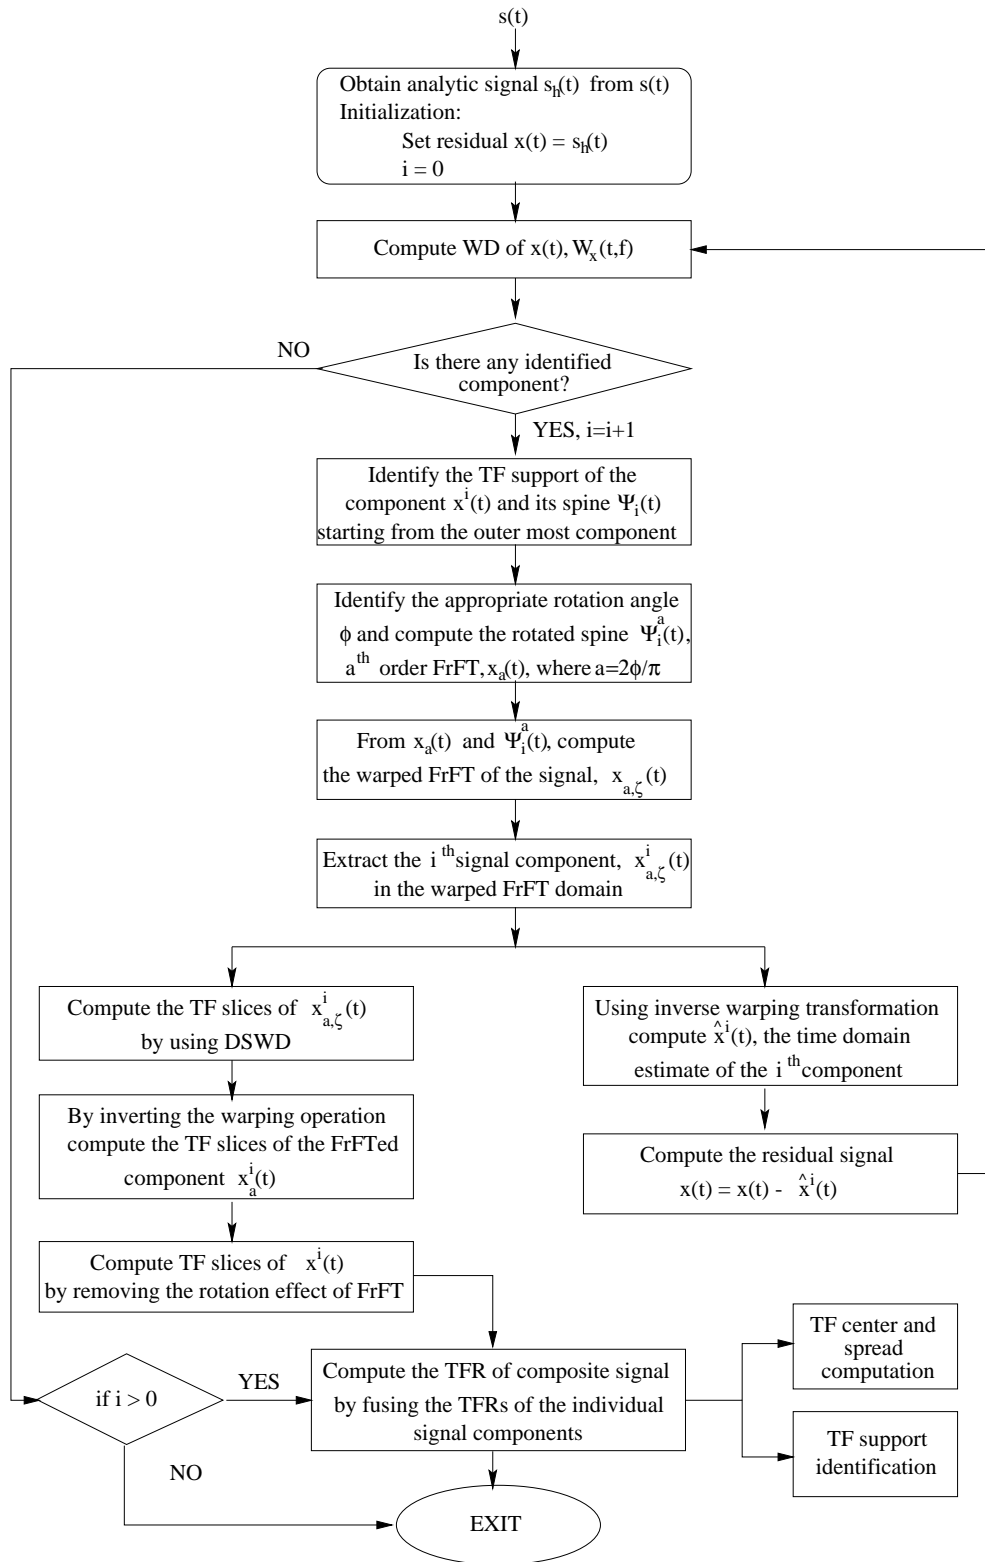 s(t)
Obtain analytic signal s_h(t) from s(t)
Initialization:
Set residual x(t) = s_h(t)
i = 0
Compute WD of x(t), W_x(t,f)
NO
Is there any identified
component?
YES, i=i+1
Identify the TF support of the
component x^i(t) and its spine Ψ_i(t)
starting from the outer most component
Identify the appropriate rotation angle
ϕ and compute the rotated spine Ψ_i^a(t),
a^th order FrFT, x_a(t), where a=2ϕ/π
From x_a(t) and Ψ_i^a(t), compute
the warped FrFT of the signal, x_{a,ζ}(t)
Extract the i^th signal component, x^i_{a,ζ}(t)
in the warped FrFT domain
Compute the TF slices of x^i_{a,ζ}(t)
by using DSWD
Using inverse warping transformation
compute x̂^i(t), the time domain
estimate of the i^th component
By inverting the warping operation
compute the TF slices of the FrFTed
component x_a^i(t)
Compute the residual signal
x(t) = x(t) - x̂^i(t)
Compute TF slices of x^i(t)
by removing the rotation effect of FrFT
TF center and
spread
computation
if i > 0
YES
Compute the TFR of composite signal
by fusing the TFRs of the individual
signal components
TF support
identification
NO
EXIT